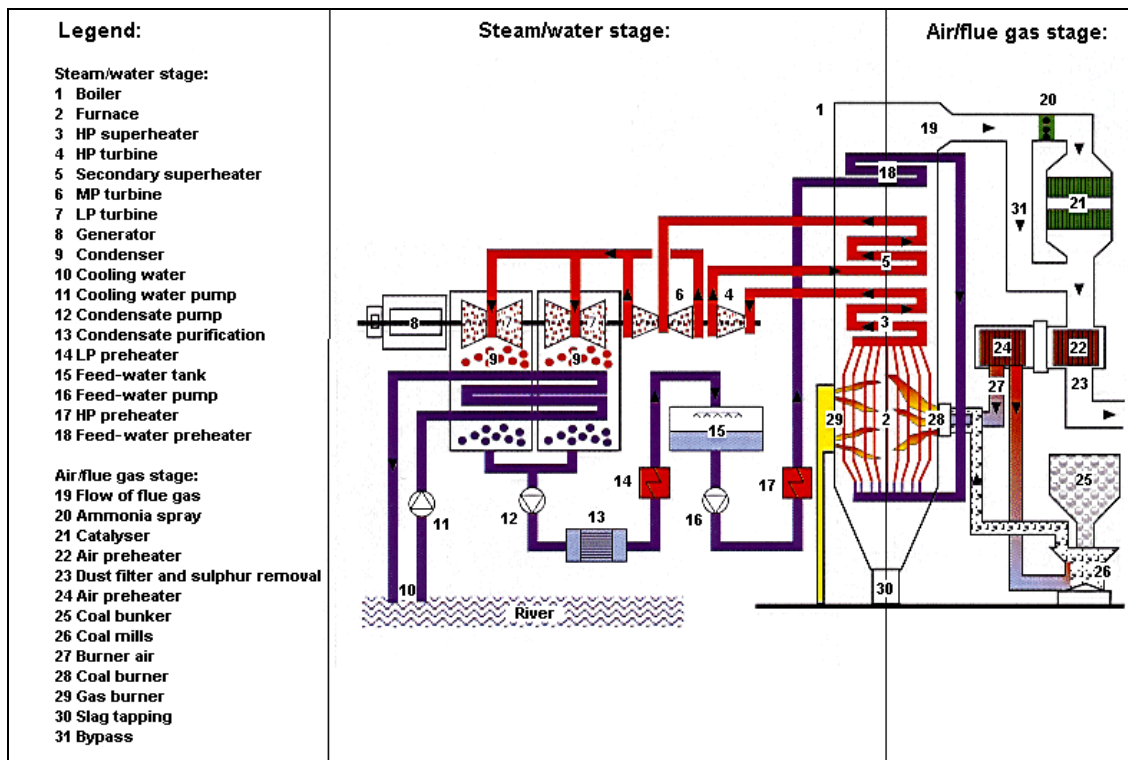 Legend:
Steam/water stage:
1 Boiler
2 Furnace
3 HP superheater
4 HP turbine
5 Secondary superheater
6 MP turbine
7 LP turbine
8 Generator
9 Condenser
10 Cooling water
11 Cooling water pump
12 Condensate pump
13 Condensate purification
14 LP preheater
15 Feed-water tank
16 Feed-water pump
17 HP preheater
18 Feed-water preheater
Air/flue gas stage:
19 Flow of flue gas
20 Ammonia spray
21 Catalyser
22 Air preheater
23 Dust filter and sulphur removal
24 Air preheater
25 Coal bunker
26 Coal mills
27 Burner air
28 Coal burner
29 Gas burner
30 Slag tapping
31 Bypass
Steam/water stage:
Air/flue gas stage:
20
1
19
18
21
31
5
6 4
8 7 7
3
9 9
24 22
27 23
29 2 28
15
14 17
25
11 12 13 16
26
10
30
River